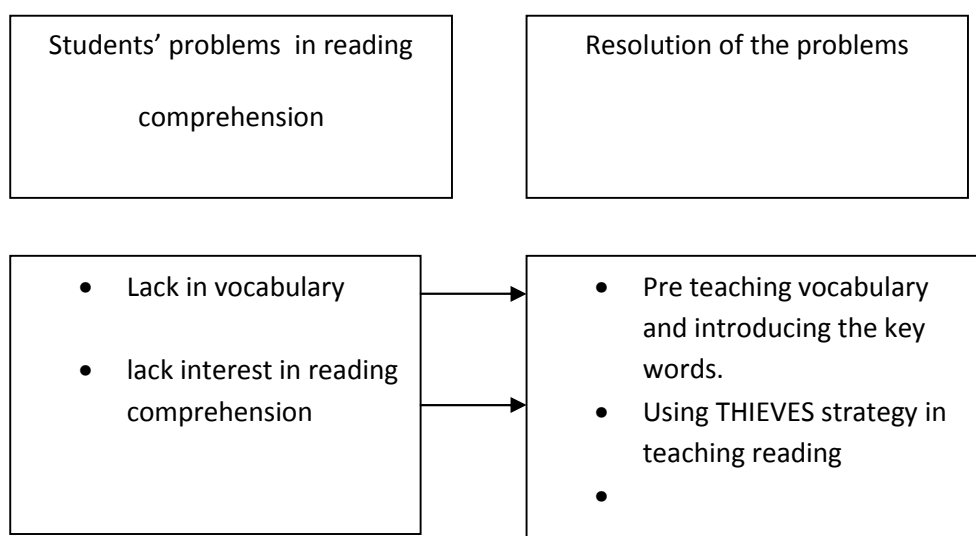 Students’ problems in reading
comprehension
Resolution of the problems
• Lack in vocabulary
• lack interest in reading
comprehension
• Pre teaching vocabulary
and introducing the key
words.
• Using THIEVES strategy in
teaching reading
•